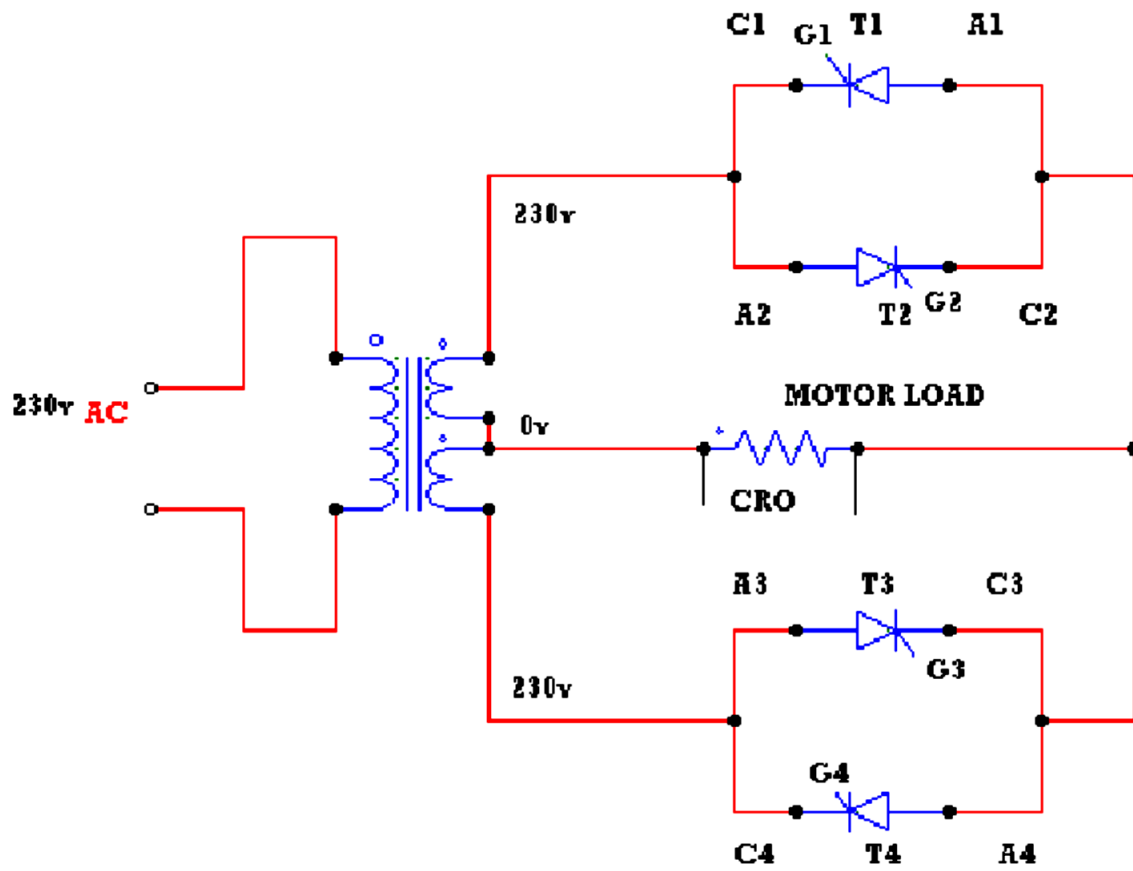 C1 T1 A1
G1
230v
A2 T2 G2 C2
MOTOR LOAD
230v AC
0v
CRO
A3 T3 C3
G3
230v
G4
C4 T4 A4